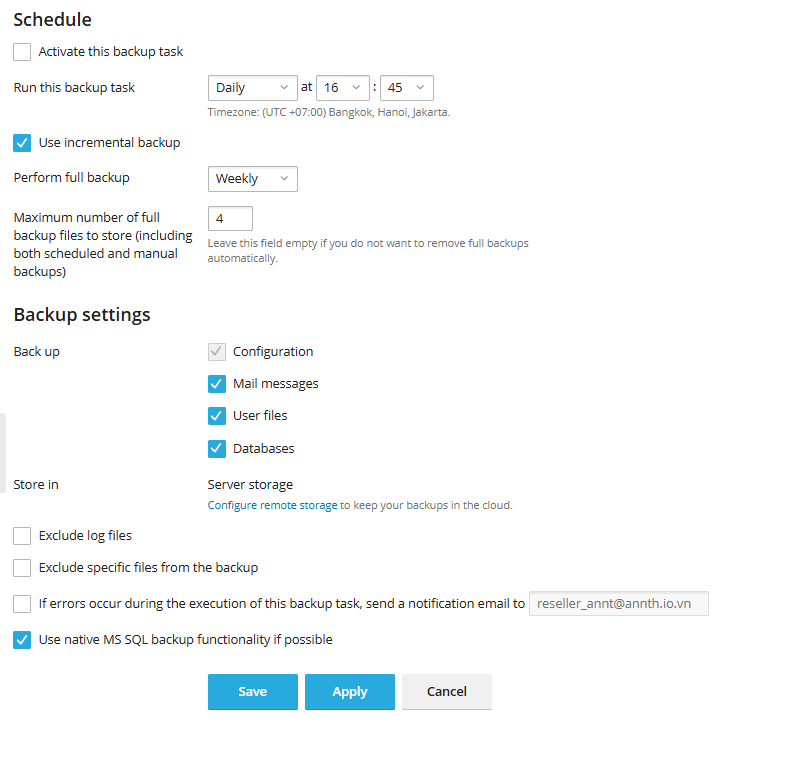 Schedule
Activate this backup task
Run this backup task Daily at 16 : 45
Timezone: (UTC +07:00) Bangkok, Hanoi, Jakarta.
Use incremental backup
Perform full backup Weekly
Maximum number of full
backup files to store (including
both scheduled and manual
backups)
4
Leave this field empty if you do not want to remove full backups
automatically.
Backup settings
Back up Configuration
Mail messages
User files
Databases
Store in Server storage
Configure remote storage to keep your backups in the cloud.
Exclude log files
Exclude specific files from the backup
If errors occur during the execution of this backup task, send a notification email to reseller_annt@annth.io.vn
Use native MS SQL backup functionality if possible
Save Apply Cancel